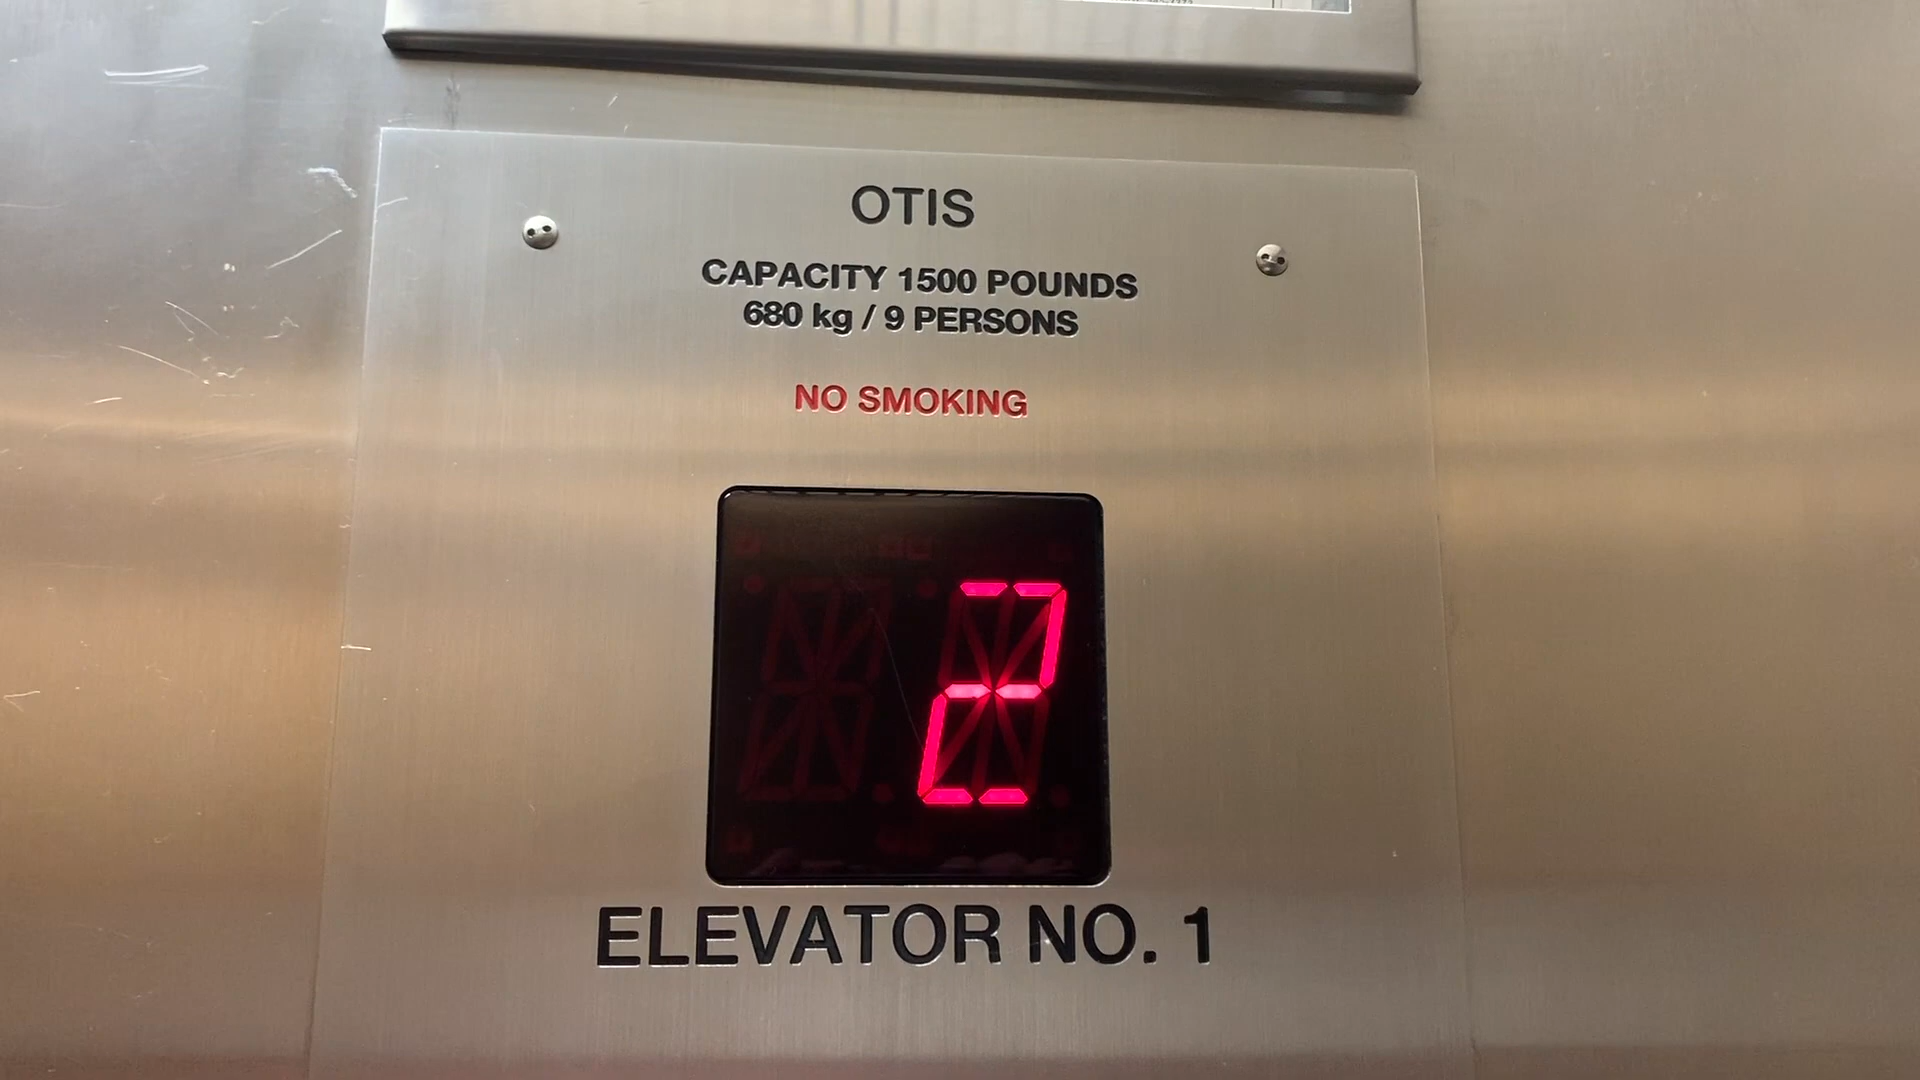 OTIS
CAPACITY 1500 POUNDS
680 kg / 9 PERSONS
NO SMOKING
2
ELEVATOR NO. 1